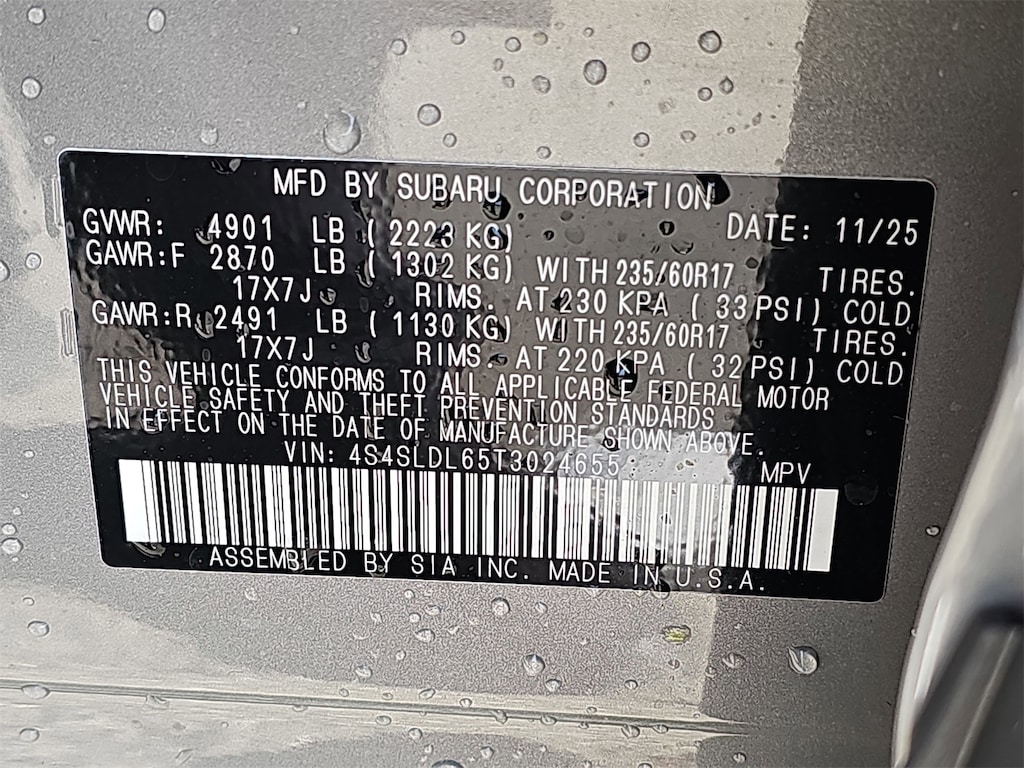 MFD BY SUBARU CORPORATION
GVWR: 4901 LB ( 2223 KG) DATE: 11/25
GAWR:F 2870 LB ( 1302 KG) WITH 235/60R17 TIRES.
17X7J RIMS. AT 230 KPA ( 33 PSI) COLD
GAWR:R 2491 LB ( 1130 KG) WITH 235/60R17 TIRES.
17X7J RIMS. AT 220 KPA ( 32 PSI) COLD
THIS VEHICLE CONFORMS TO ALL APPLICABLE FEDERAL MOTOR
VEHICLE SAFETY AND THEFT PREVENTION STANDARDS
IN EFFECT ON THE DATE OF MANUFACTURE SHOWN ABOVE.
VIN: 4S4SLDL65T3024655 MPV
ASSEMBLED BY SIA INC. MADE IN U.S.A.